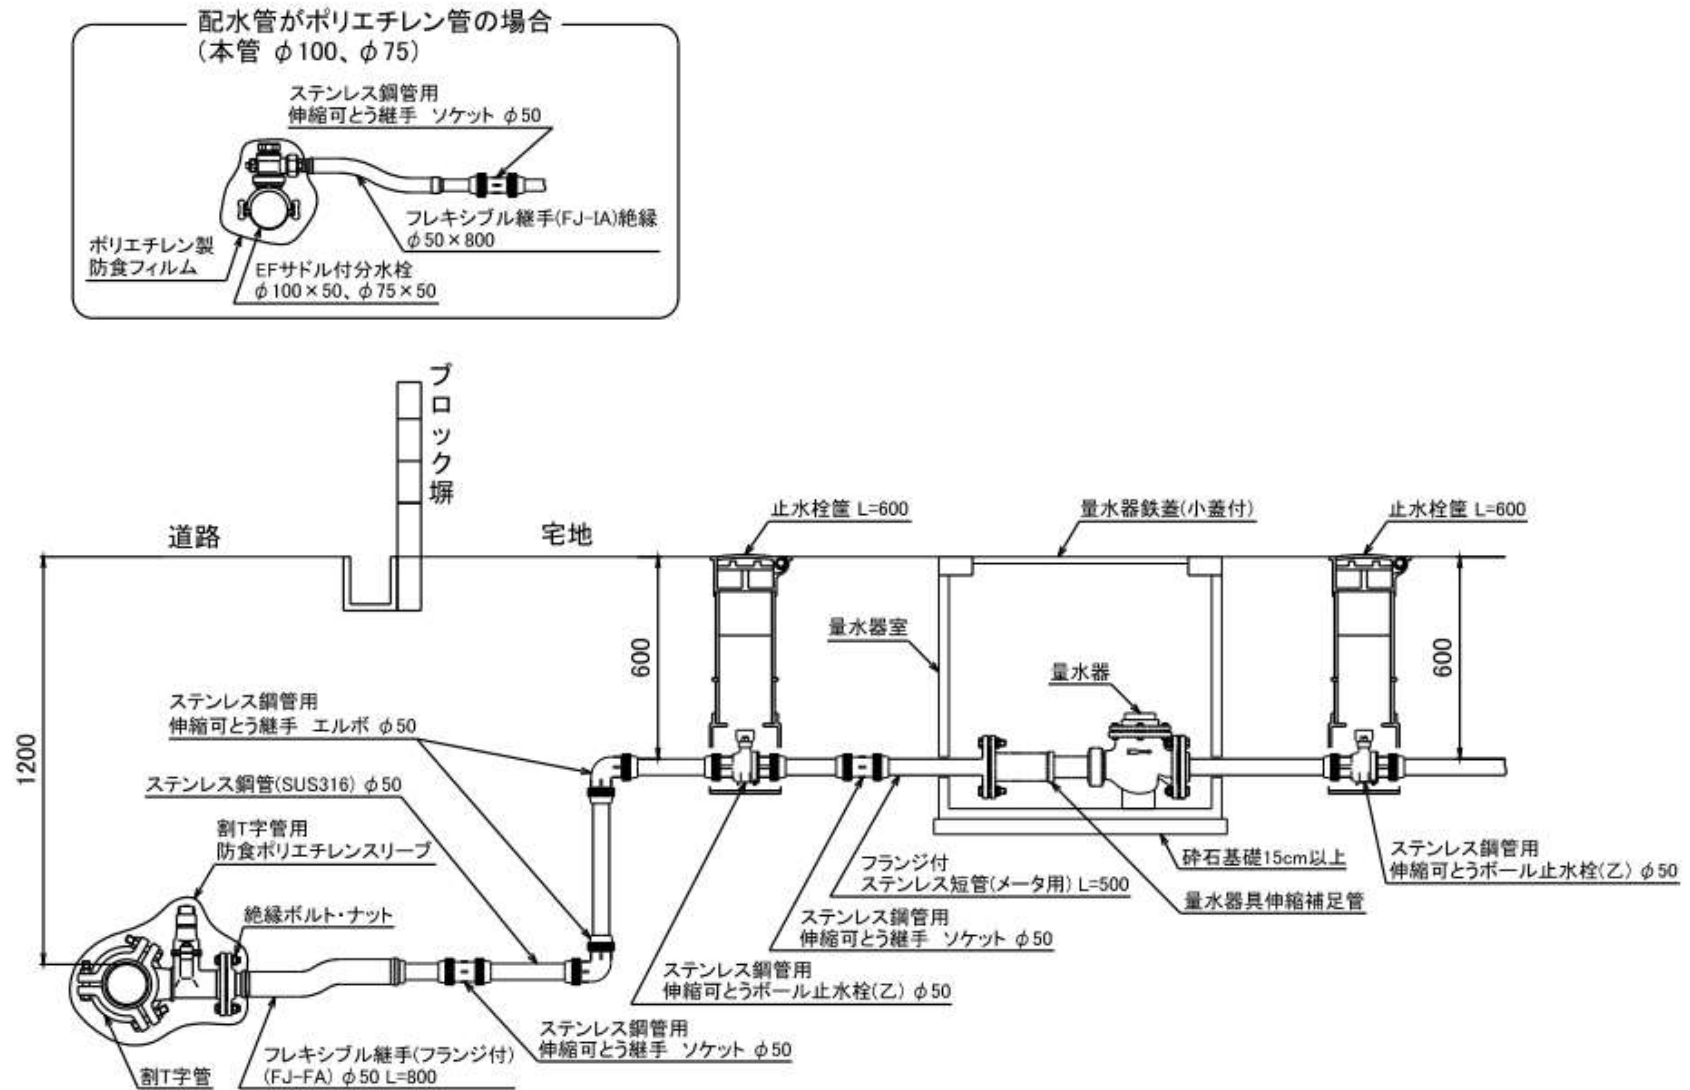 配水管がポリエチレン管の場合
(本管 φ100、φ75)
ステンレス鋼管用
伸縮可とう継手 ソケット φ50
フレキシブル継手(FJ-IA)絶縁
φ50×800
ポリエチレン製
防食フィルム
EFサドル付分水栓
φ100×50、φ75×50
ブロック塀
道路
宅地
止水栓筐 L=600
量水器鉄蓋(小蓋付)
止水栓筐 L=600
量水器室
600
600
量水器
ステンレス鋼管用
伸縮可とう継手 エルボ φ50
1200
ステンレス鋼管(SUS316) φ50
割T字管用
防食ポリエチレンスリーブ
絶縁ボルト・ナット
砕石基礎15cm以上
ステンレス鋼管用
伸縮可とうボール止水栓(乙) φ50
フランジ付
ステンレス短管(メータ用) L=500
量水器具伸縮補足管
ステンレス鋼管用
伸縮可とう継手 ソケット φ50
ステンレス鋼管用
伸縮可とうボール止水栓(乙) φ50
ステンレス鋼管用
伸縮可とう継手 ソケット φ50
フレキシブル継手(フランジ付)
(FJ-FA) φ50 L=800
割T字管